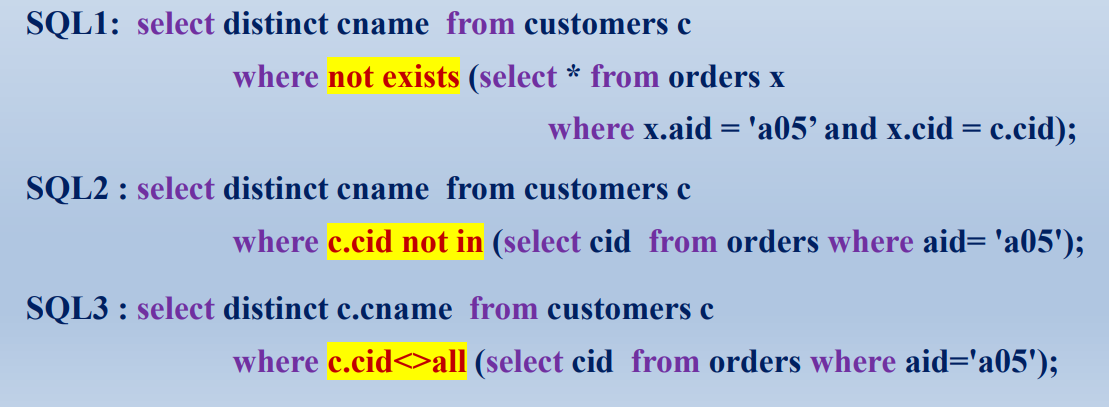 SQL1: select distinct cname from customers c
where not exists (select * from orders x
where x.aid = 'a05’ and x.cid = c.cid);
SQL2 : select distinct cname from customers c
where c.cid not in (select cid from orders where aid= 'a05');
SQL3 : select distinct c.cname from customers c
where c.cid<>all (select cid from orders where aid='a05');